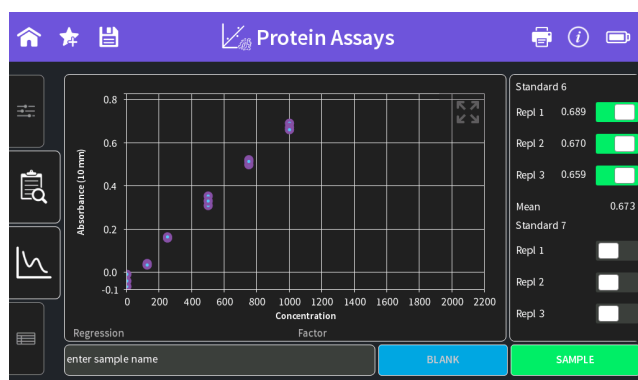 Protein Assays
Standard 6
Repl 1 0.689
Repl 2 0.670
Repl 3 0.659
Mean 0.673
Standard 7
Repl 1
Repl 2
Repl 3
Absorbance (10 mm)
0.8
0.6
0.4
0.2
0.0
-0.1
0 200 400 600 800 1000 1200 1400 1600 1800 2000 2200
Concentration
Regression Factor
enter sample name
BLANK
SAMPLE